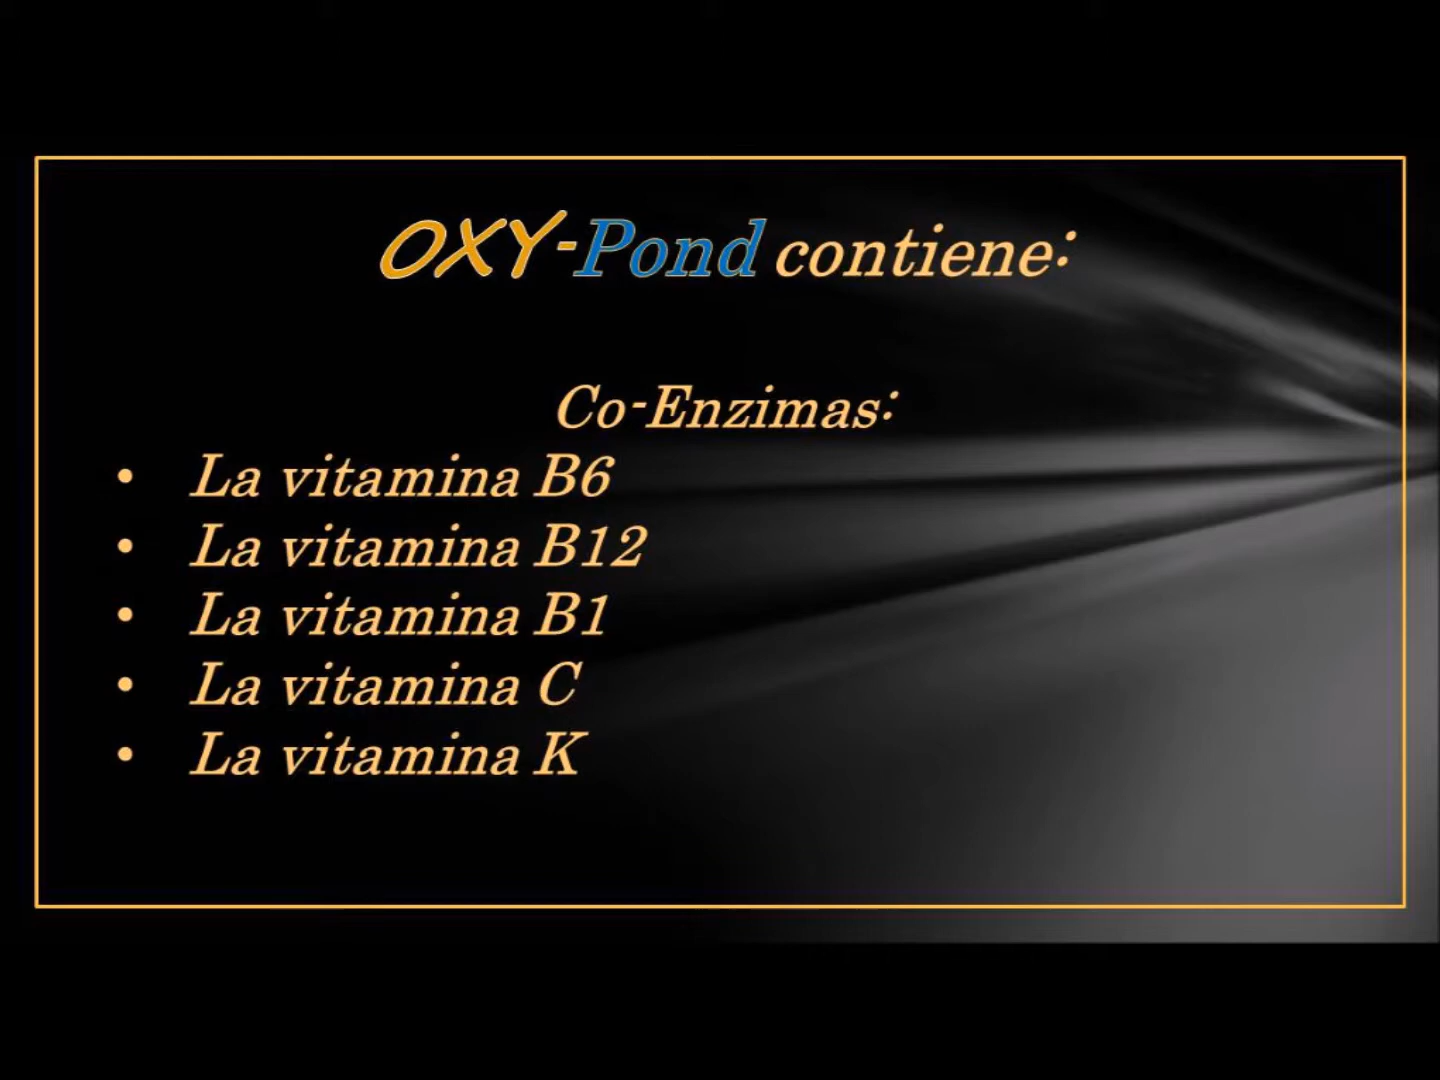 OXY-Pond contiene:
Co-Enzimas:
• La vitamina B6
• La vitamina B12
• La vitamina B1
• La vitamina C
• La vitamina K